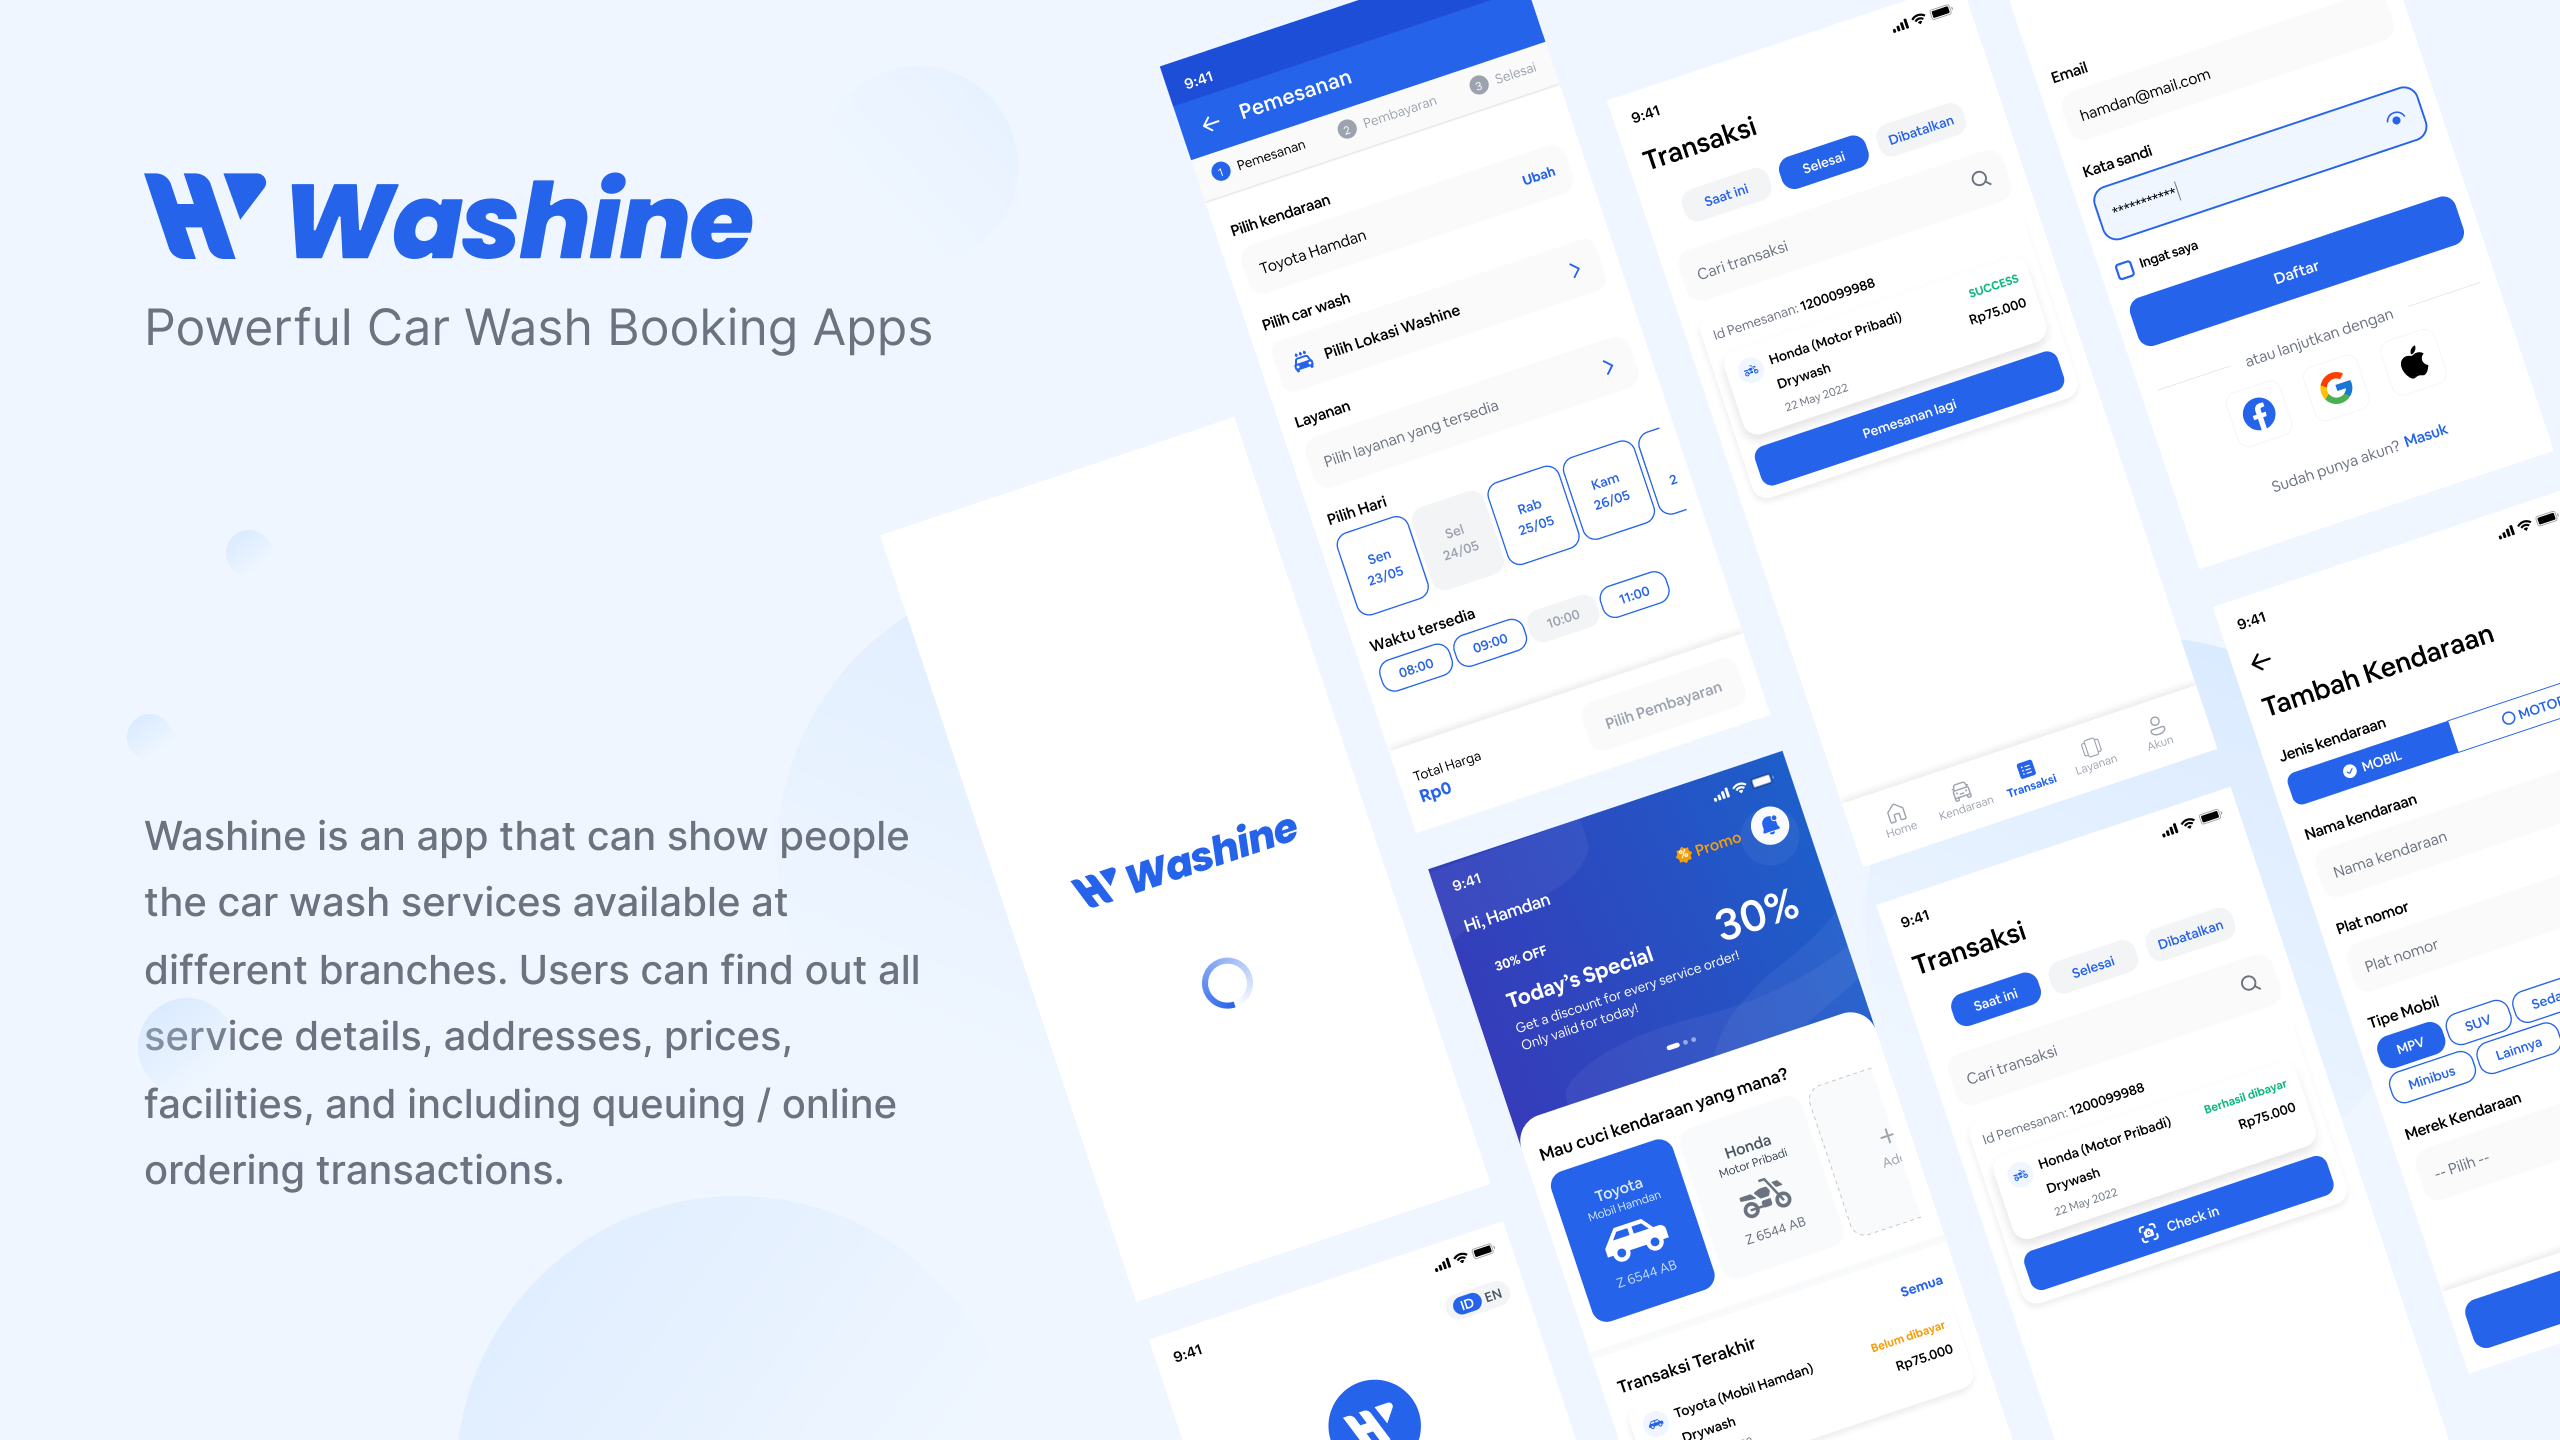 Washine
Powerful Car Wash Booking Apps
Washine is an app that can show people
the car wash services available at
different branches. Users can find out all
service details, addresses, prices,
facilities, and including queuing / online
ordering transactions.
Washine
9:41
Pemesanan
1 Pemesanan
2 Pembayaran
3 Selesai
Pilih kendaraan
Toyota Hamdan
Ubah
Pilih car wash
Pilih Lokasi Washine
Layanan
Pilih layanan yang tersedia
Pilih Hari
Sen
23/05
Sel
24/05
Rab
25/05
Kam
26/05
2
Waktu tersedia
08:00
09:00
10:00
11:00
Total Harga
Rp0
Pilih Pembayaran
9:41
ID EN
9:41
Hi, Hamdan
Promo
30% OFF
Today's Special
30%
Get a discount for every service order!
Only valid for today!
Mau cuci kendaraan yang mana?
Toyota
Mobil Hamdan
Z 6544 AB
Honda
Motor Pribadi
Z 6544 AB
+
Transaksi Terakhir
Semua
Toyota (Mobil Hamdan)
Belum dibayar
Drywash
Rp75.000
9:41
Transaksi
Saat ini
Selesai
Dibatalkan
Cari transaksi
Id Pemesanan: 1200099988
SUCCESS
Honda (Motor Pribadi)
Rp75.000
Drywash
22 May 2022
Pemesanan lagi
Home
Kendaraan
Transaksi
Layanan
Akun
9:41
Transaksi
Saat ini
Selesai
Dibatalkan
Cari transaksi
Id Pemesanan: 1200099988
Berhasil dibayar
Honda (Motor Pribadi)
Rp75.000
Drywash
22 May 2022
Check in
Email
hamdan@mail.com
Kata sandi
***********
Ingat saya
Daftar
atau lanjutkan dengan
Sudah punya akun? Masuk
9:41
Tambah Kendaraan
Jenis kendaraan
MOBIL
MOTOR
Nama kendaraan
Nama kendaraan
Plat nomor
Plat nomor
Tipe Mobil
MPV
SUV
Seda
Minibus
Lainnya
Merek Kendaraan
-- Pilih --